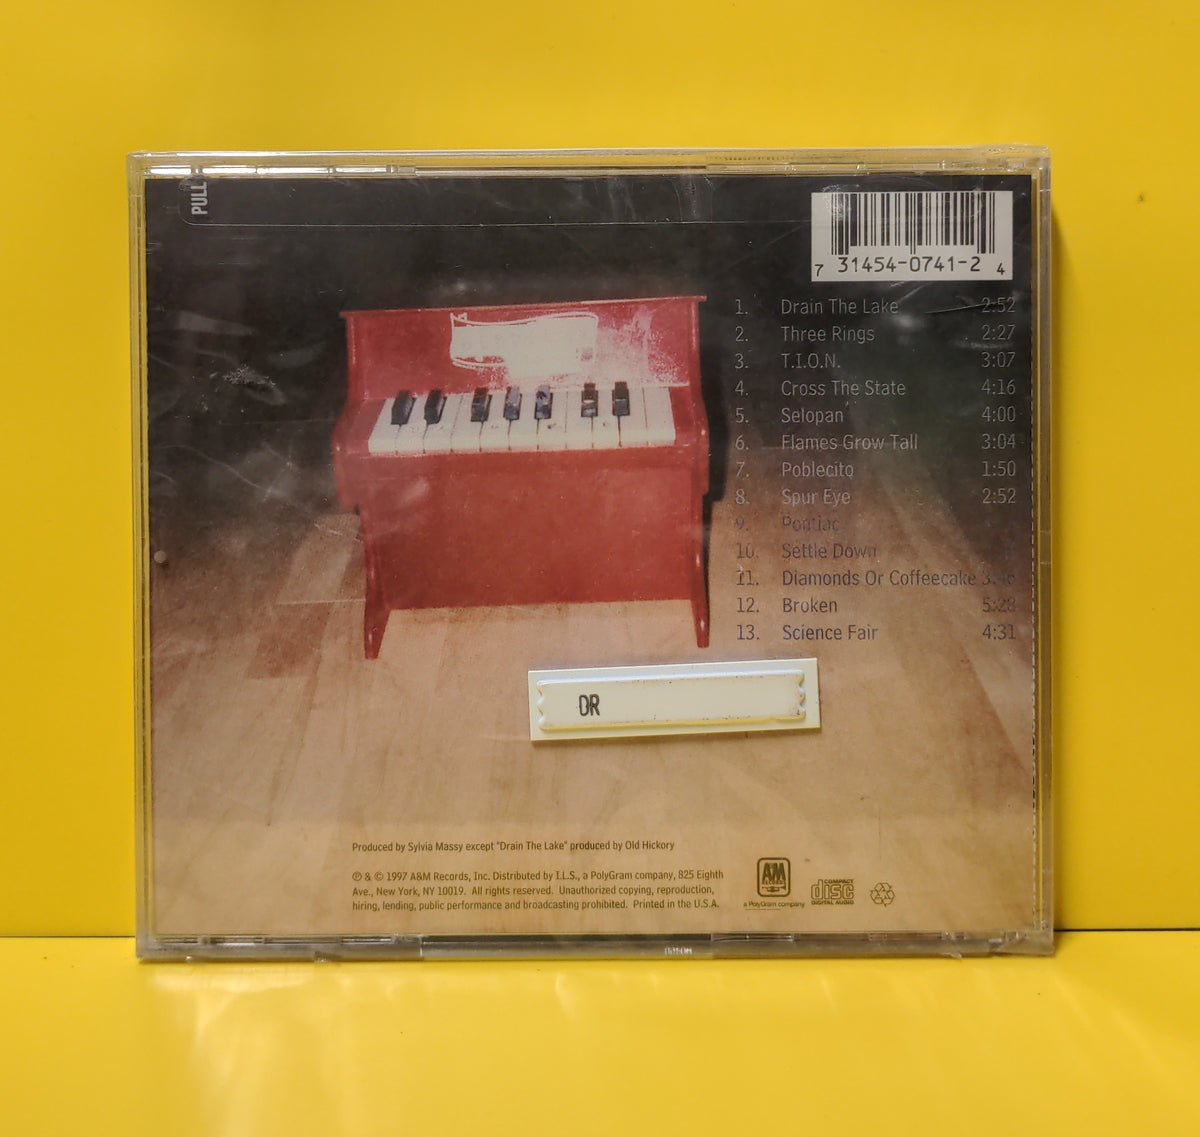 PULL
7 31454-0741-2 4
1. Drain The Lake 2:52
2. Three Rings 2:27
3. T.I.O.N. 3:07
4. Cross The State 4:16
5. Selopan 4:00
6. Flames Grow Tall 3:04
7. Poblecito 1:50
8. Spur Eye 2:52
9. Pontiac
10. Settle Down
11. Diamonds Or Coffeecake 3:46
12. Broken 5:28
13. Science Fair 4:31
OR
Produced by Sylvia Massy except "Drain The Lake" produced by Old Hickory
℗ & © 1997 A&M Records, Inc. Distributed by I.L.S., a PolyGram company, 825 Eighth
Ave., New York, NY 10019. All rights reserved. Unauthorized copying, reproduction,
hiring, lending, public performance and broadcasting prohibited. Printed in the U.S.A.
A&M
RECORDS
a PolyGram company
COMPACT
disc
DIGITAL AUDIO